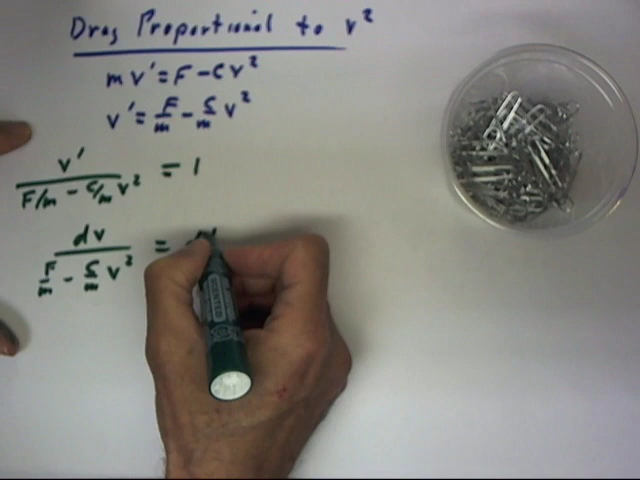 Drag Proportional to v²
mv' = F - Cv²
v' = F/m - C/m v²
v' / (F/m - C/m v²) = 1
dv / (F/m - C/m v²) =